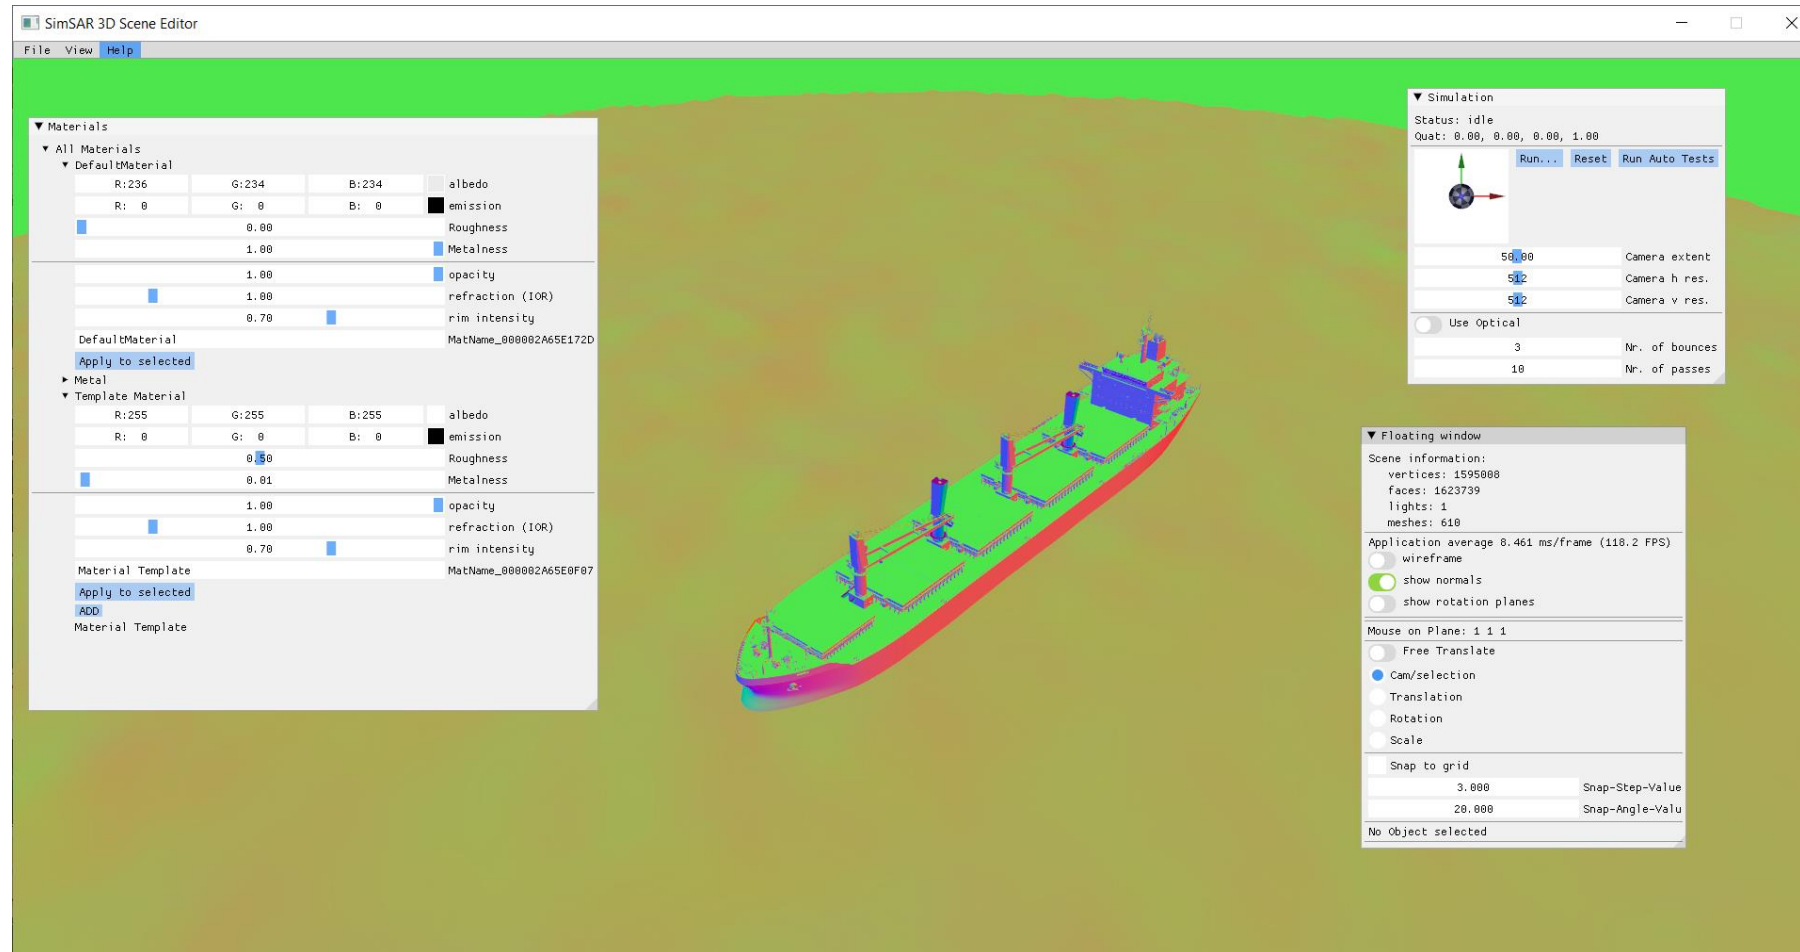 SimSAR 3D Scene Editor
File View Help
Materials
All Materials
DefaultMaterial
R:236 G:234 B:234 albedo
R: 0 G: 0 B: 0 emission
0.00 Roughness
1.00 Metalness
1.00 opacity
1.00 refraction (IOR)
0.70 rim intensity
DefaultMaterial MatName_000002A65E172D
Apply to selected
Metal
Template Material
R:255 G:255 B:255 albedo
R: 0 G: 0 B: 0 emission
0.50 Roughness
0.01 Metalness
1.00 opacity
1.00 refraction (IOR)
0.70 rim intensity
Material Template MatName_000002A65E0F07
Apply to selected
ADD
Material Template
Simulation
Status: idle
Quat: 0.00, 0.00, 0.00, 1.00
Run... Reset Run Auto Tests
50.00 Camera extent
512 Camera h res.
512 Camera v res.
Use Optical
3 Nr. of bounces
10 Nr. of passes
Floating window
Scene information:
vertices: 1595008
faces: 1623739
lights: 1
meshes: 610
Application average 8.461 ms/frame (118.2 FPS)
wireframe
show normals
show rotation planes
Mouse on Plane: 1 1 1
Free Translate
Cam/selection
Translation
Rotation
Scale
Snap to grid
3.000 Snap-Step-Value
20.000 Snap-Angle-Valu
No Object selected